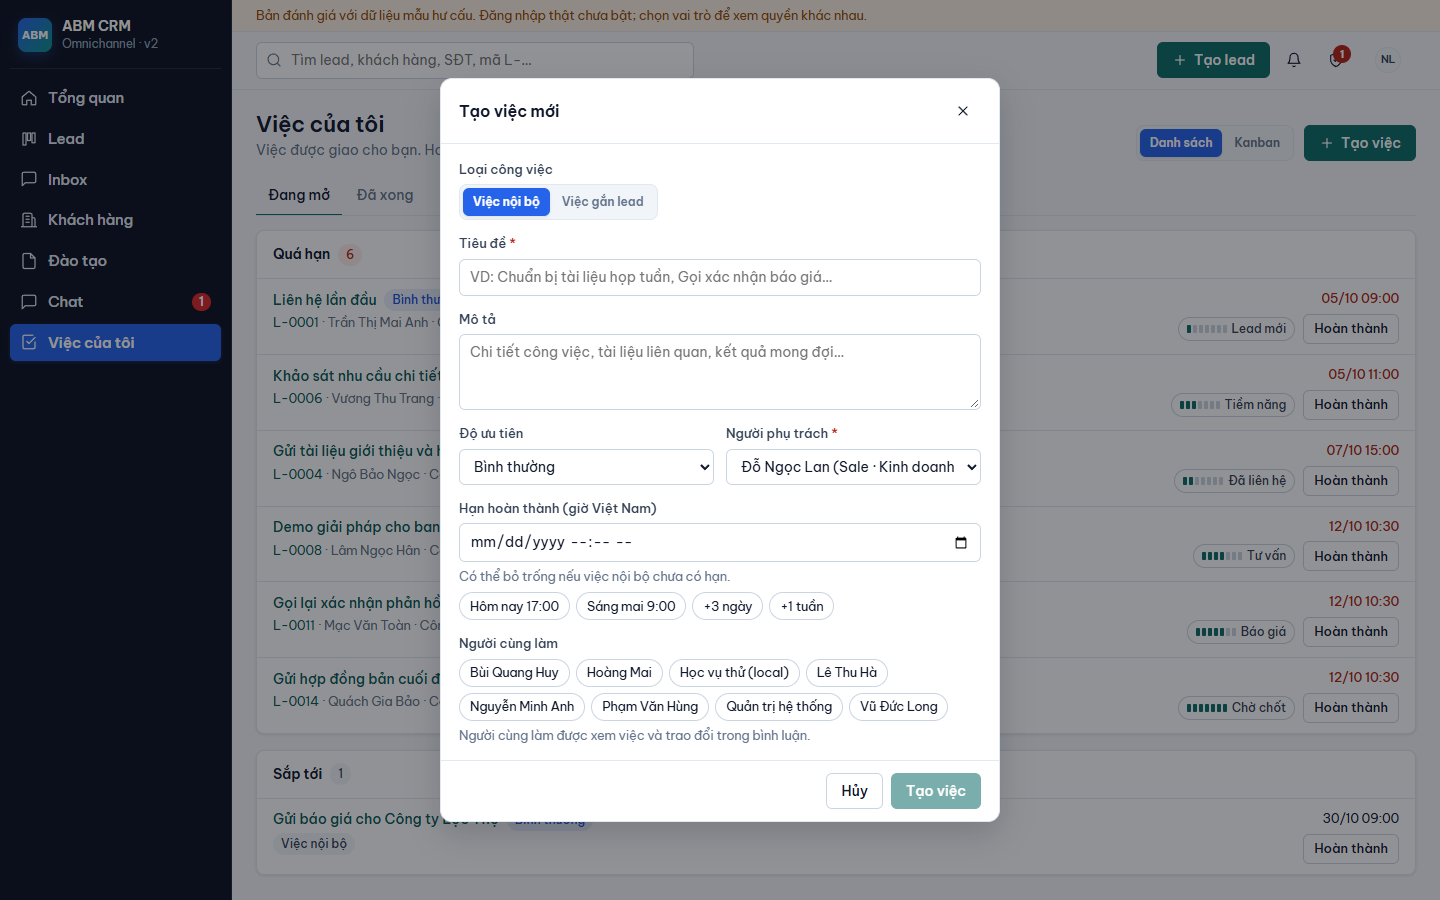 ABM
ABM CRM
Omnichannel · v2
Tổng quan
Lead
Inbox
Khách hàng
Đào tạo
Chat
1
Việc của tôi
Bản đánh giá với dữ liệu mẫu hư cấu. Đăng nhập thật chưa bật; chọn vai trò để xem quyền khác nhau.
Tìm lead, khách hàng, SĐT, mã L-...
Tạo lead
1
NL
Việc của tôi
Việc được giao cho bạn.
Danh sách
Kanban
Tạo việc
Đang mở
Đã xong
Quá hạn
6
Liên hệ lần đầu
L-0001 · Trần Thị Mai Anh ·
05/10 09:00
Lead mới
Hoàn thành
Khảo sát nhu cầu chi tiết
L-0006 · Vương Thu Trang ·
05/10 11:00
Tiềm năng
Hoàn thành
Gửi tài liệu giới thiệu và
L-0004 · Ngô Bảo Ngọc ·
07/10 15:00
Đã liên hệ
Hoàn thành
Demo giải pháp cho ban
L-0008 · Lâm Ngọc Hân ·
12/10 10:30
Tư vấn
Hoàn thành
Gọi lại xác nhận phản hồ
L-0011 · Mạc Văn Toàn ·
12/10 10:30
Báo giá
Hoàn thành
Gửi hợp đồng bản cuối
L-0014 · Quách Gia Bảo ·
12/10 10:30
Chờ chốt
Hoàn thành
Sắp tới
1
Gửi báo giá cho Công ty
Việc nội bộ
30/10 09:00
Hoàn thành
Tạo việc mới
Loại công việc
Việc nội bộ
Việc gắn lead
Tiêu đề *
VD: Chuẩn bị tài liệu họp tuần, Gọi xác nhận báo giá...
Mô tả
Chi tiết công việc, tài liệu liên quan, kết quả mong đợi...
Độ ưu tiên
Người phụ trách *
Bình thường
Đỗ Ngọc Lan (Sale · Kinh doanh
Hạn hoàn thành (giờ Việt Nam)
mm/dd/yyyy --:-- --
Có thể bỏ trống nếu việc nội bộ chưa có hạn.
Hôm nay 17:00
Sáng mai 9:00
+3 ngày
+1 tuần
Người cùng làm
Bùi Quang Huy
Hoàng Mai
Học vụ thử (local)
Lê Thu Hà
Nguyễn Minh Anh
Phạm Văn Hùng
Quản trị hệ thống
Vũ Đức Long
Người cùng làm được xem việc và trao đổi trong bình luận.
Hủy
Tạo việc